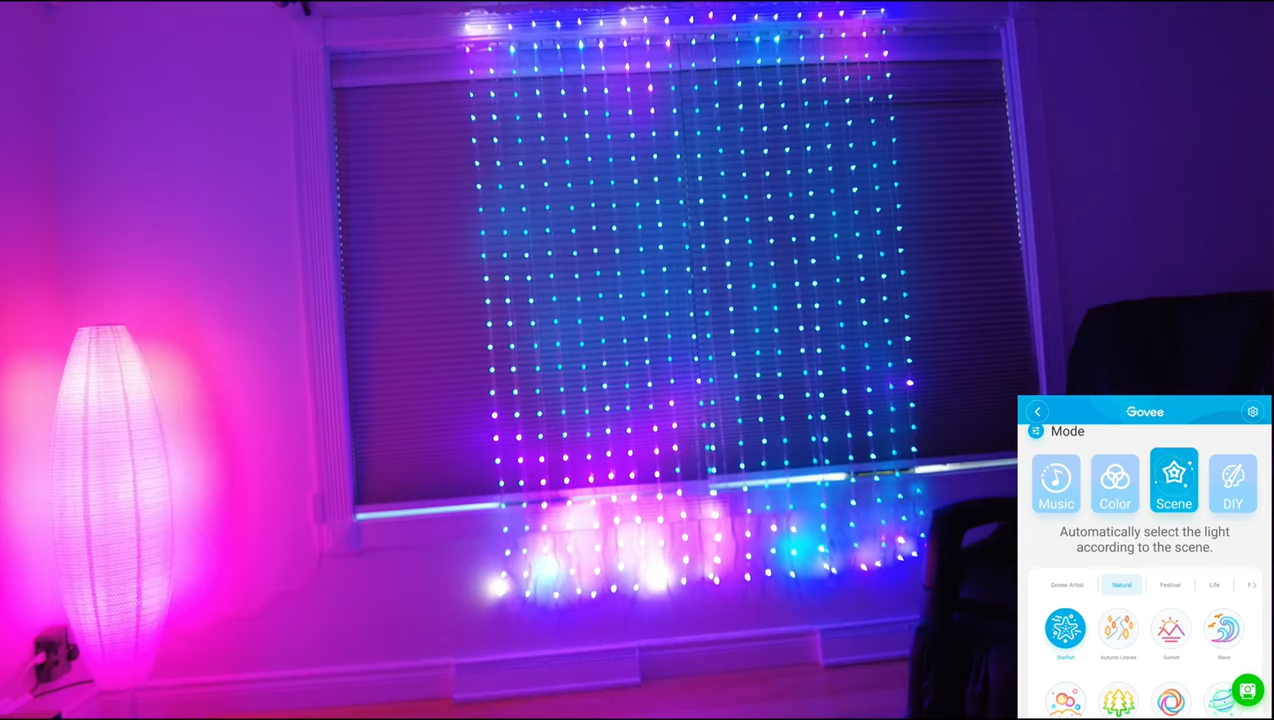 Govee
Mode
Music
Color
Scene
DIY
Automatically select the light
according to the scene.
Govee Artist
Natural
Festival
Life
F
Starfish
Autumn Leaves
Sunset
Wave